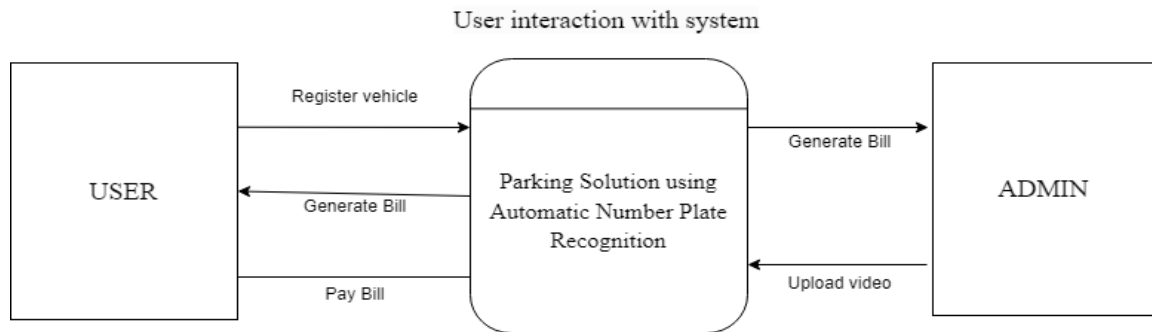 User interaction with system
Register vehicle
Generate Bill
USER
Parking Solution using
Automatic Number Plate
Recognition
ADMIN
Generate Bill
Pay Bill
Upload video